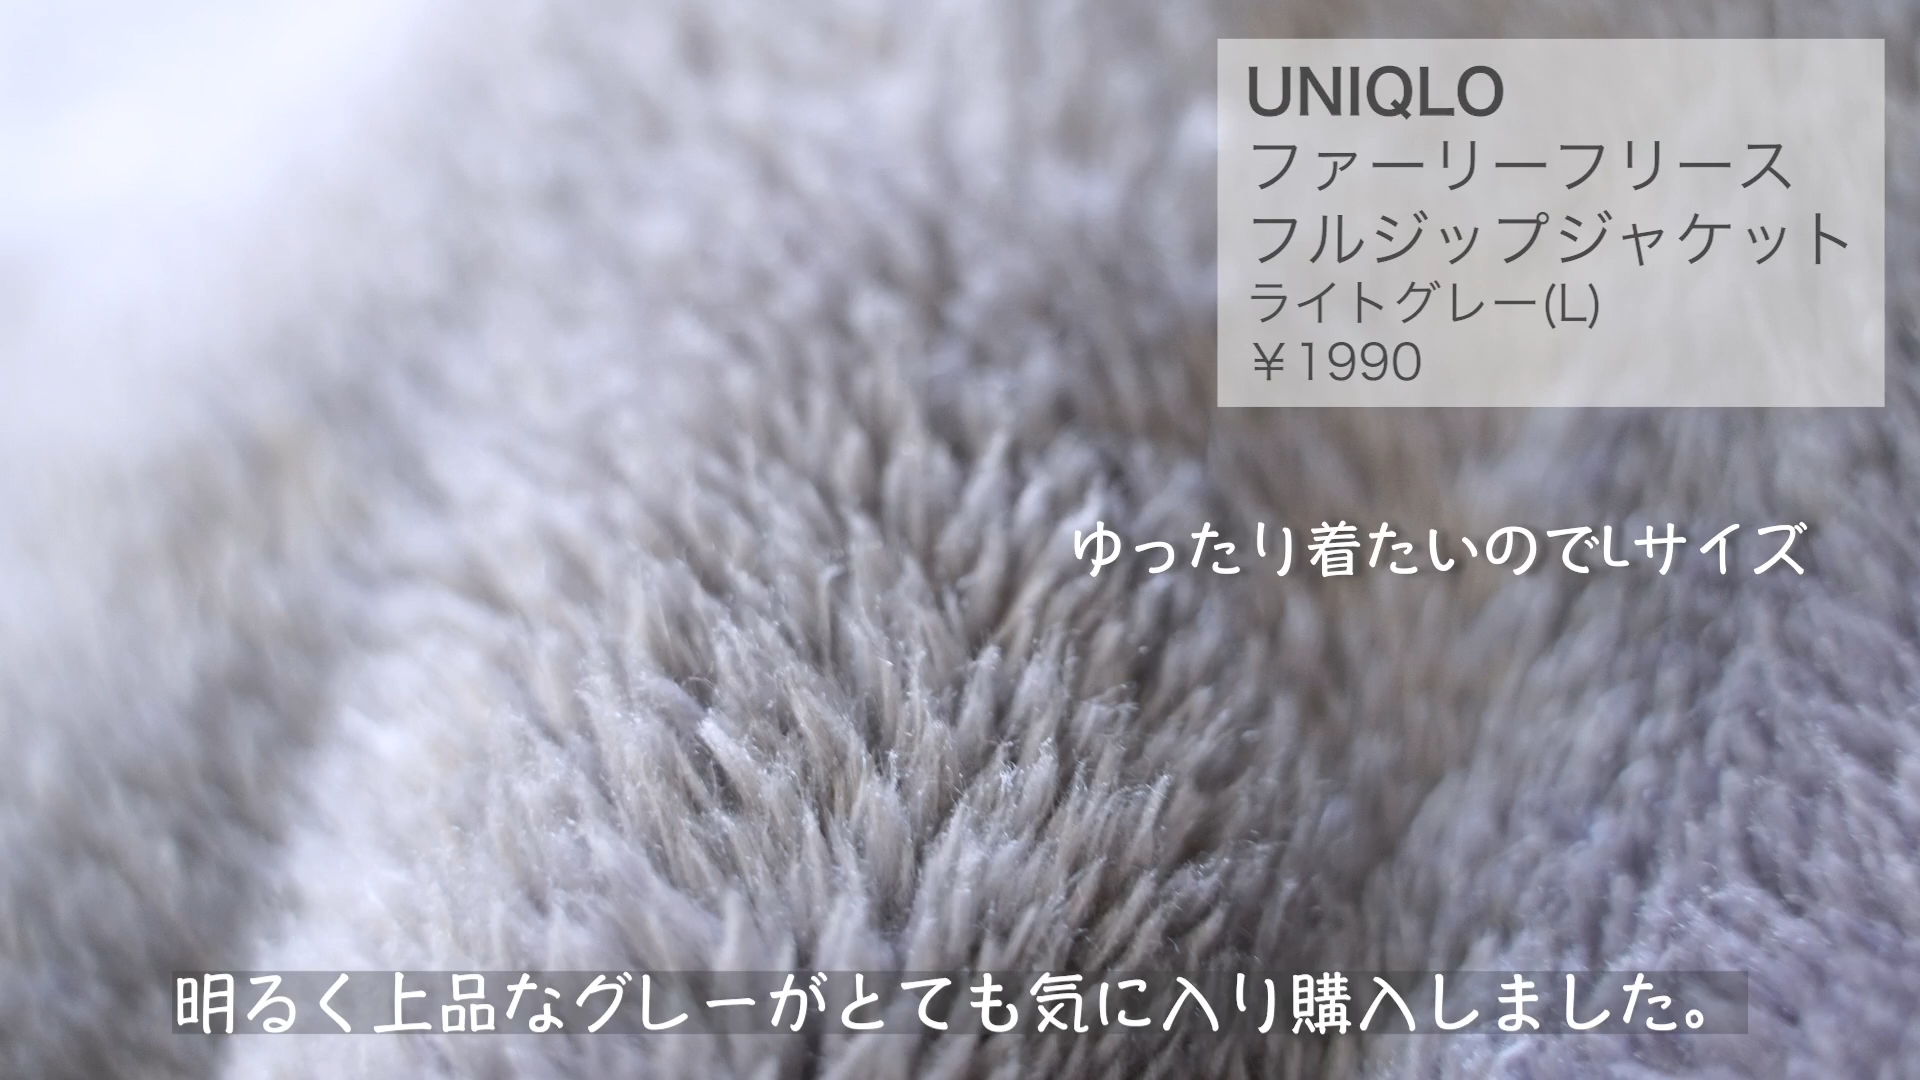 UNIQLO
ファーリーフリース
フルジップジャケット
ライトグレー(L)
￥1990
ゆったり着たいのでLサイズ
明るく上品なグレーがとても気に入り購入しました。